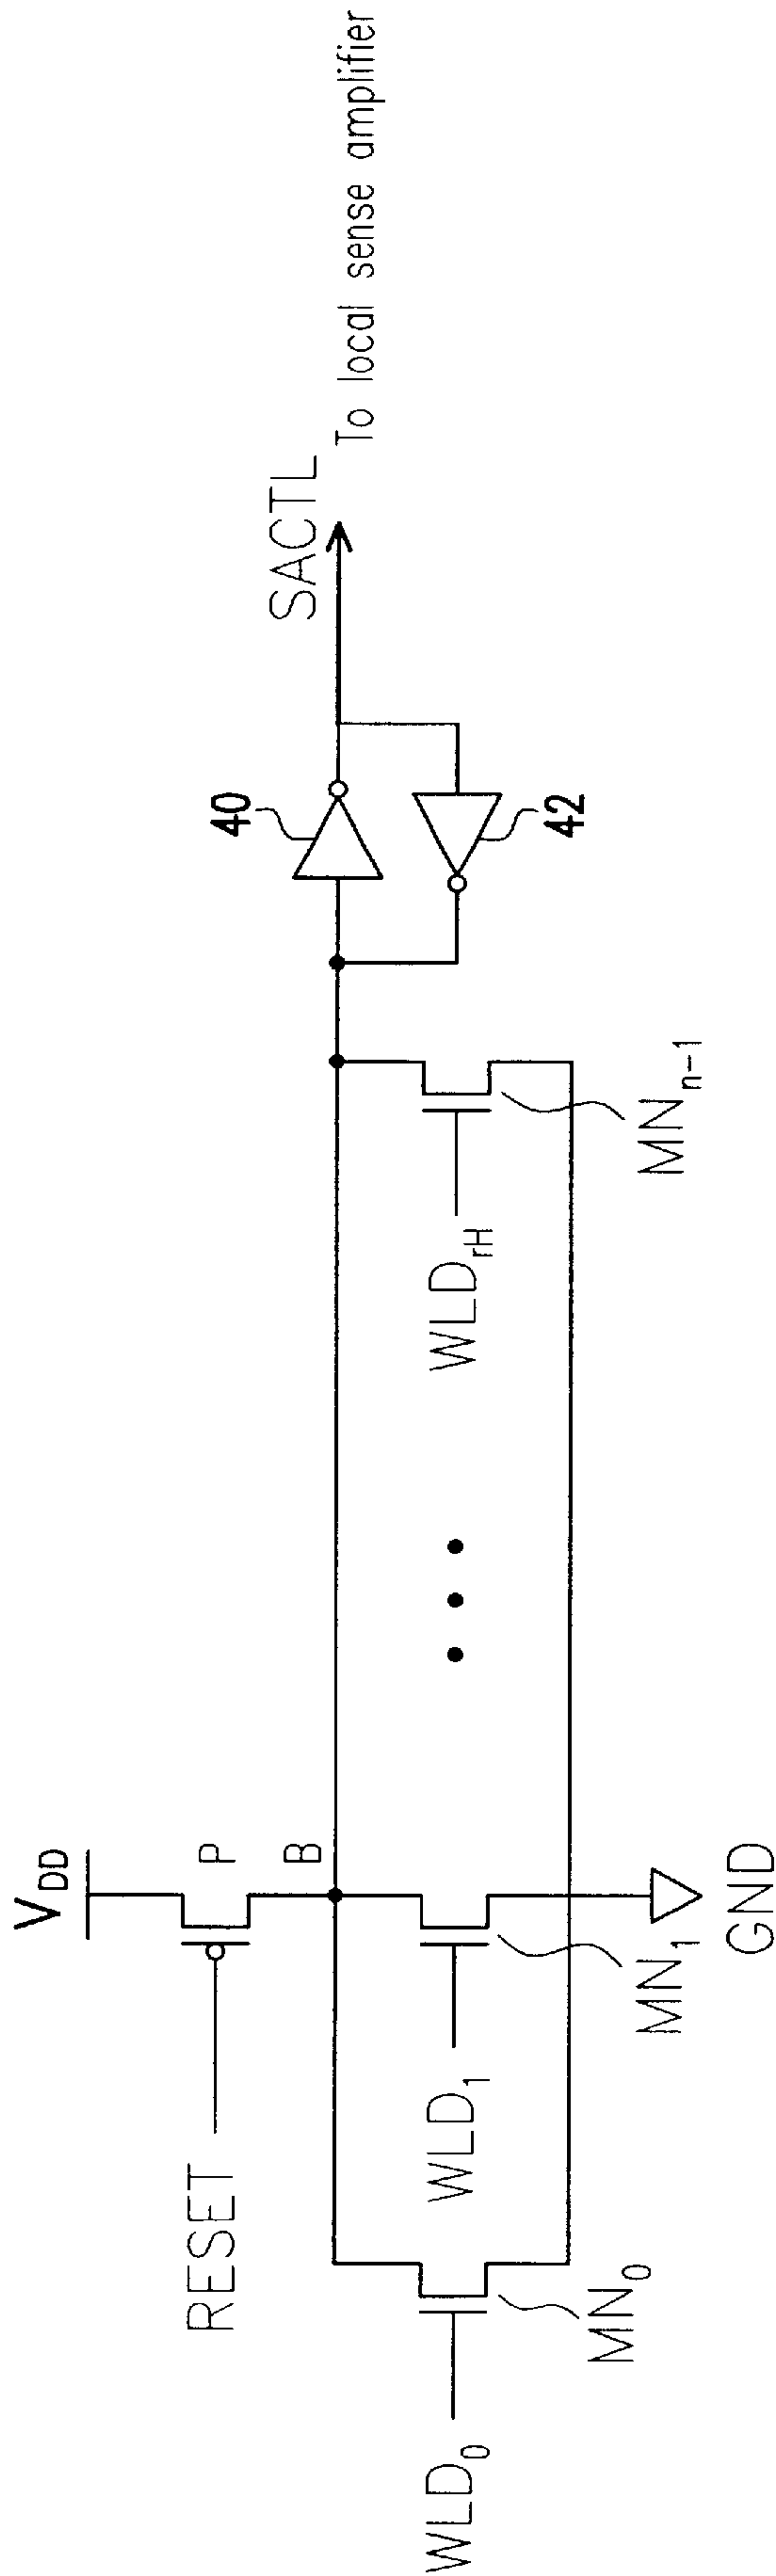 V_DD
P
B
RESET
WLD_0
MN_0
WLD_1
MN_1
GND
WLD_rH
MN_n-1
40
42
SACTL
To local sense amplifier